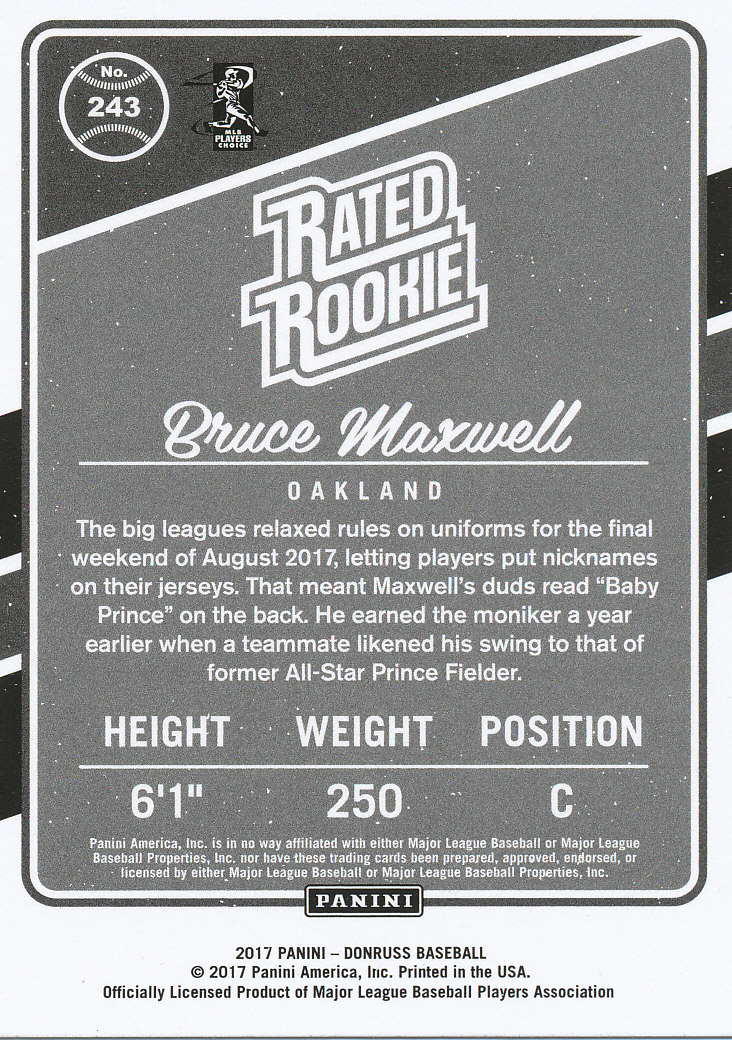 No.
243
MLB
PLAYERS
CHOICE
RATED
ROOKIE
Bruce Maxwell
OAKLAND
The big leagues relaxed rules on uniforms for the final
weekend of August 2017, letting players put nicknames
on their jerseys. That meant Maxwell's duds read “Baby
Prince” on the back. He earned the moniker a year
earlier when a teammate likened his swing to that of
former All-Star Prince Fielder.
HEIGHT WEIGHT POSITION
6'1" 250 C
Panini America, Inc. is in no way affiliated with either Major League Baseball or Major League
Baseball Properties, Inc. nor have these trading cards been prepared, approved, endorsed, or
licensed by either Major League Baseball or Major League Baseball Properties, Inc.
PANINI
2017 PANINI – DONRUSS BASEBALL
© 2017 Panini America, Inc. Printed in the USA.
Officially Licensed Product of Major League Baseball Players Association